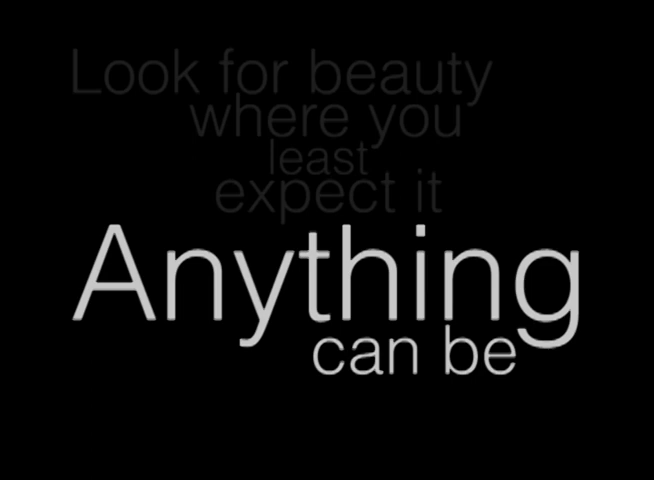 Look for beauty
where you
least
expect it
Anything
can be